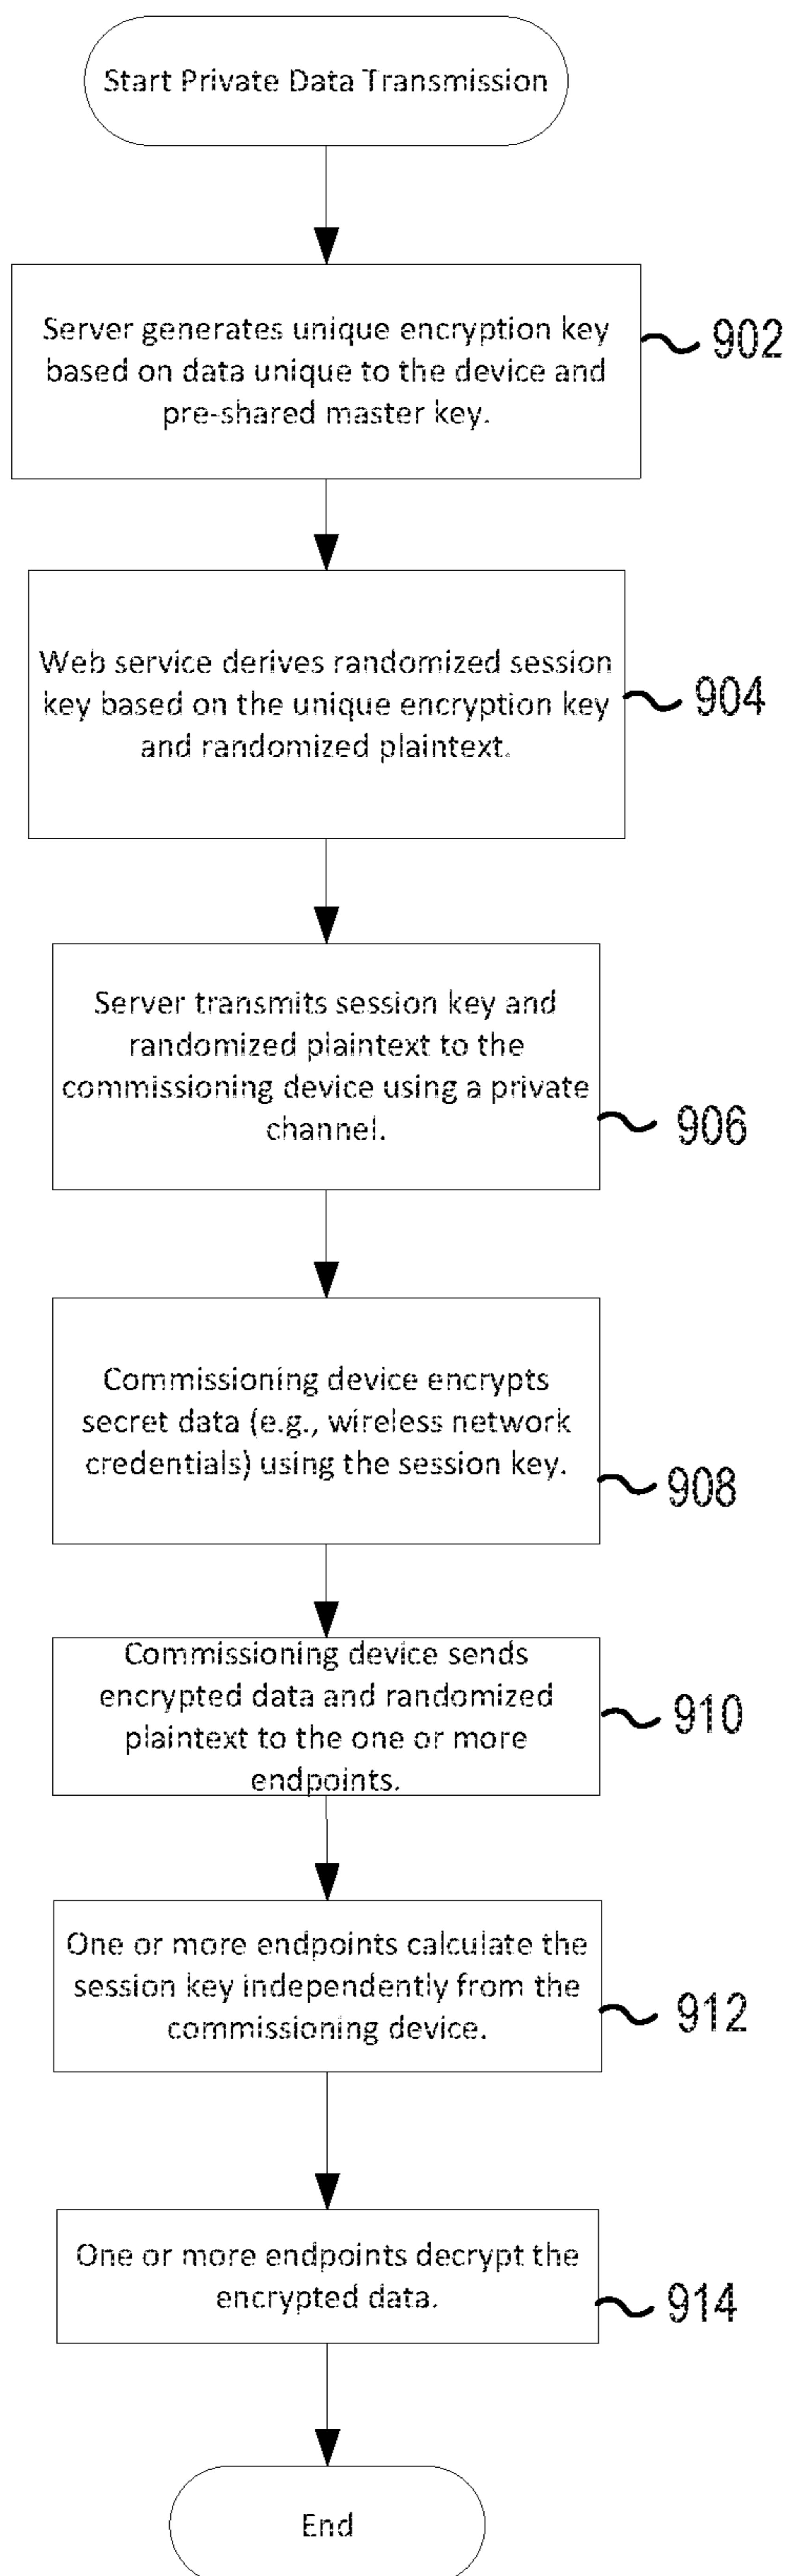 Start Private Data Transmission
Server generates unique encryption key
based on data unique to the device and
pre-shared master key.
902
Web service derives randomized session
key based on the unique encryption key
and randomized plaintext.
904
Server transmits session key and
randomized plaintext to the
commissioning device using a private
channel.
906
Commissioning device encrypts
secret data (e.g., wireless network
credentials) using the session key.
908
Commissioning device sends
encrypted data and randomized
plaintext to the one or more
endpoints.
910
One or more endpoints calculate the
session key independently from the
commissioning device.
912
One or more endpoints decrypt the
encrypted data.
914
End